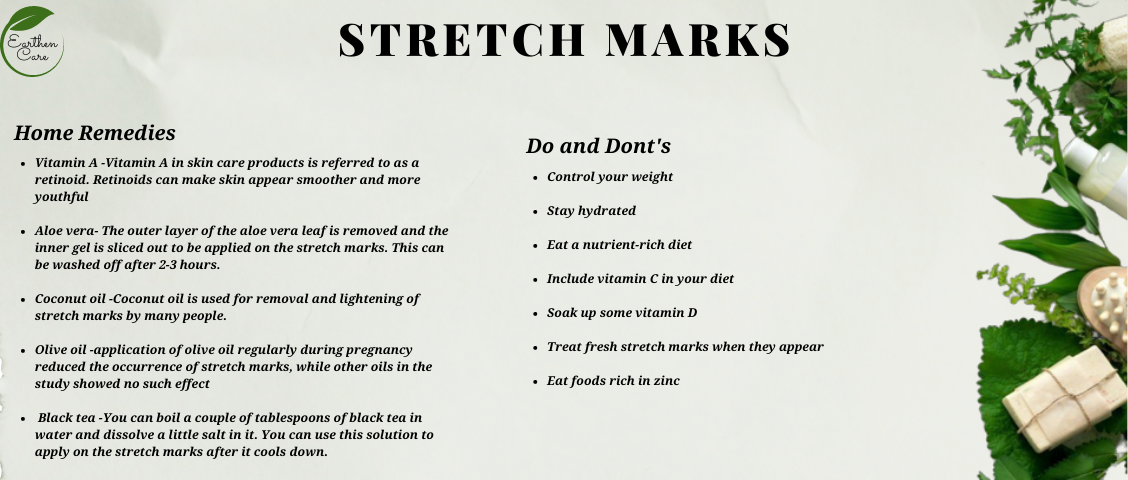 Earthen
Care
STRETCH MARKS
Home Remedies
• Vitamin A -Vitamin A in skin care products is referred to as a
retinoid. Retinoids can make skin appear smoother and more
youthful
• Aloe vera- The outer layer of the aloe vera leaf is removed and the
inner gel is sliced out to be applied on the stretch marks. This can
be washed off after 2-3 hours.
• Coconut oil -Coconut oil is used for removal and lightening of
stretch marks by many people.
• Olive oil -application of olive oil regularly during pregnancy
reduced the occurrence of stretch marks, while other oils in the
study showed no such effect
• Black tea -You can boil a couple of tablespoons of black tea in
water and dissolve a little salt in it. You can use this solution to
apply on the stretch marks after it cools down.
Do and Dont's
• Control your weight
• Stay hydrated
• Eat a nutrient-rich diet
• Include vitamin C in your diet
• Soak up some vitamin D
• Treat fresh stretch marks when they appear
• Eat foods rich in zinc